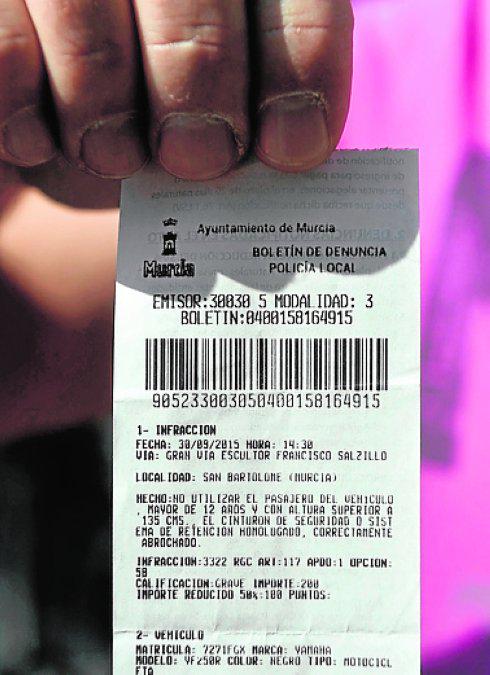 Ayuntamiento de Murcia
BOLETÍN DE DENUNCIA
POLICÍA LOCAL
Murcia
EMISOR:30030 5 MODALIDAD: 3
BOLETIN:0400158164915
9052330030504001581​64915
1- INFRACCION
FECHA: 30/09/2015 HORA: 14:30
VIA: GRAN VIA ESCULTOR FRANCISCO SALZILLO
LOCALIDAD: SAN BARTOLOME (MURCIA)
HECHO:NO UTILIZAR EL PASAJERO DEL VEHICULO
, MAYOR DE 12 AÑOS Y CON ALTURA SUPERIOR A
135 CMS., EL CINTURON DE SEGURIDAD O SIST
EMA DE RETENCION HOMOLOGADO, CORRECTAMENTE
ABROCHADO.
INFRACCION:3322 RGC ART:117 APDO:1 OPCION:
5B
CALIFICACION:GRAVE IMPORTE:200
IMPORTE REDUCIDO 50%:100 PUNTOS:
2- VEHICULO
MATRICULA: 7271FGX MARCA: YAMAHA
MODELO: YF250R COLOR: NEGRO TIPO: MOTOCICL
ETA